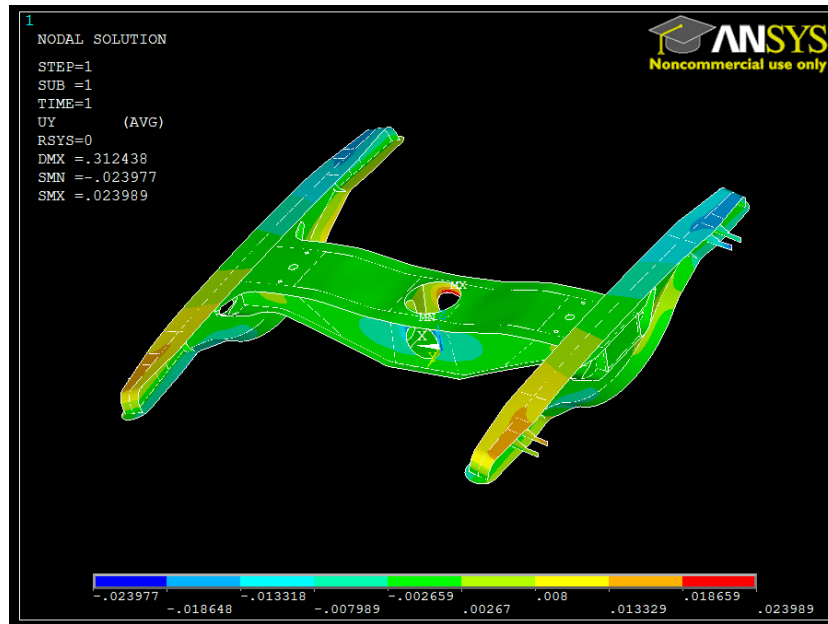 1
NODAL SOLUTION
STEP=1
SUB =1
TIME=1
UY (AVG)
RSYS=0
DMX =.312438
SMN =-.023977
SMX =.023989
ANSYS
Noncommercial use only
MX
MN
X
Y
-.023977 -.013318 -.002659 .008 .018659
-.018648 -.007989 .00267 .013329 .023989